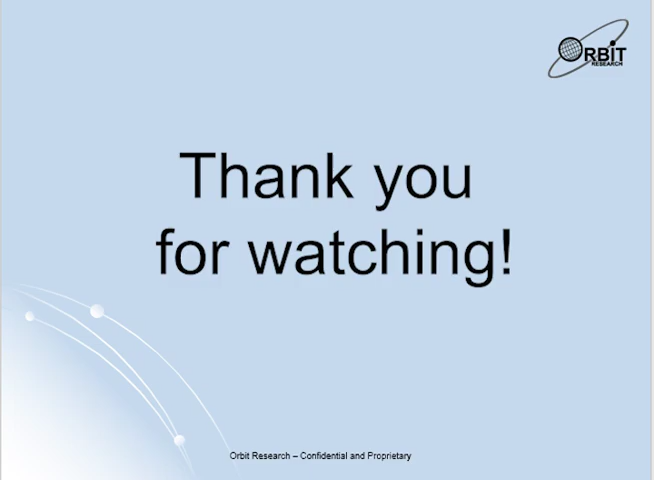 ORBIT
RESEARCH
Thank you
for watching!
Orbit Research – Confidential and Proprietary